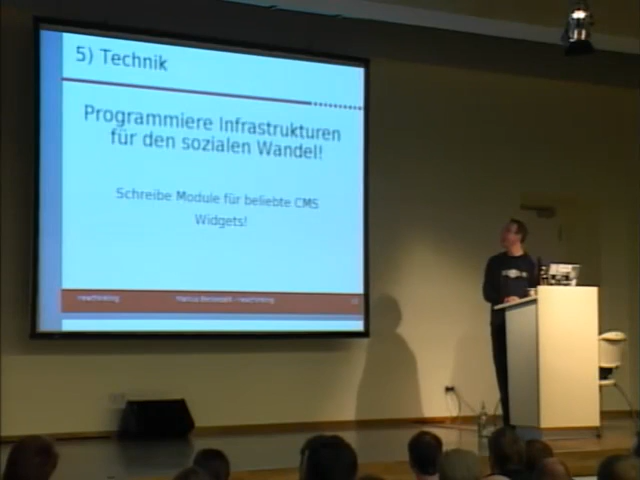 5) Technik
Programmiere Infrastrukturen
für den sozialen Wandel!
Schreibe Module für beliebte CMS
Widgets!